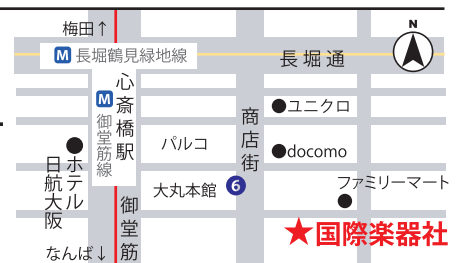 梅田↑
N
M 長堀鶴見緑地線
長堀通
M 心斎橋駅
御堂筋線
商店街
ユニクロ
パルコ
docomo
ホテル
日航大阪
大丸本館
6
ファミリーマート
御堂筋
★国際楽器社
なんば↓